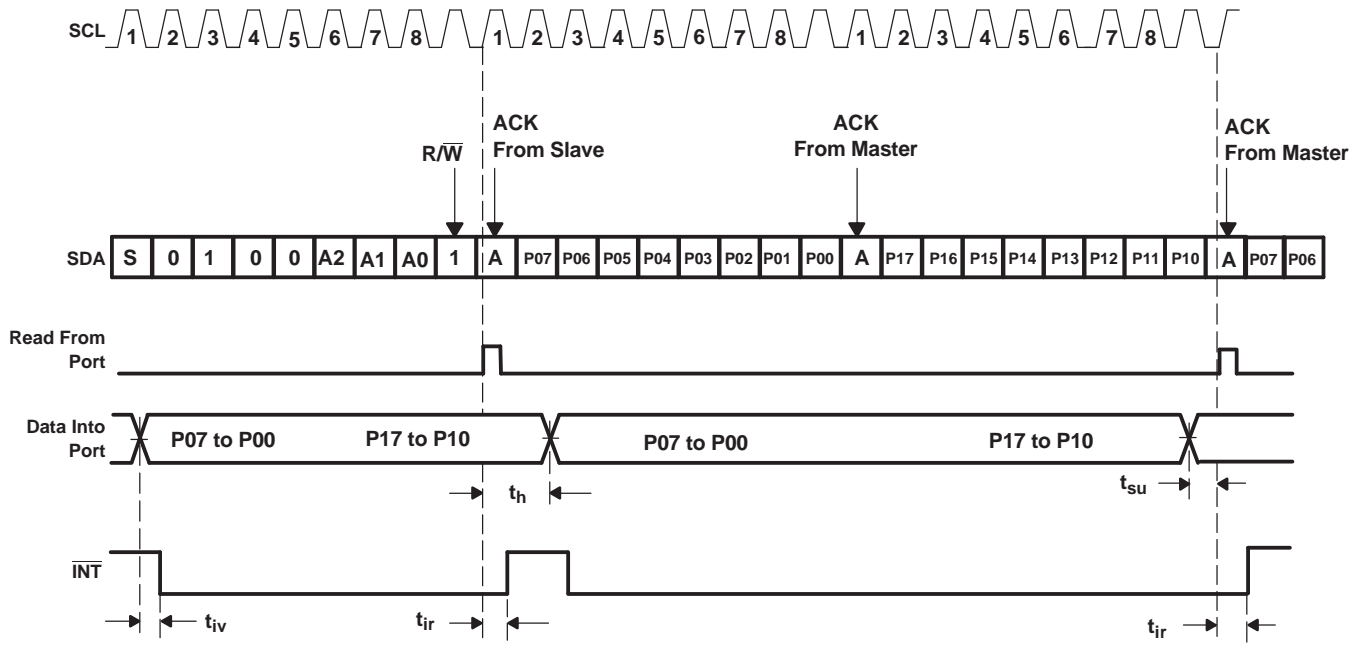 SCL 1 2 3 4 5 6 7 8 1 2 3 4 5 6 7 8 1 2 3 4 5 6 7 8
ACK
From Slave
ACK
From Master
ACK
From Master
R/W̅
SDA S 0 1 0 0 A2 A1 A0 1 A P07 P06 P05 P04 P03 P02 P01 P00 A P17 P16 P15 P14 P13 P12 P11 P10 A P07 P06
Read From
Port
Data Into
Port
P07 to P00 P17 to P10 P07 to P00 P17 to P10
th tsu
I̅N̅T̅
tiv tir tir